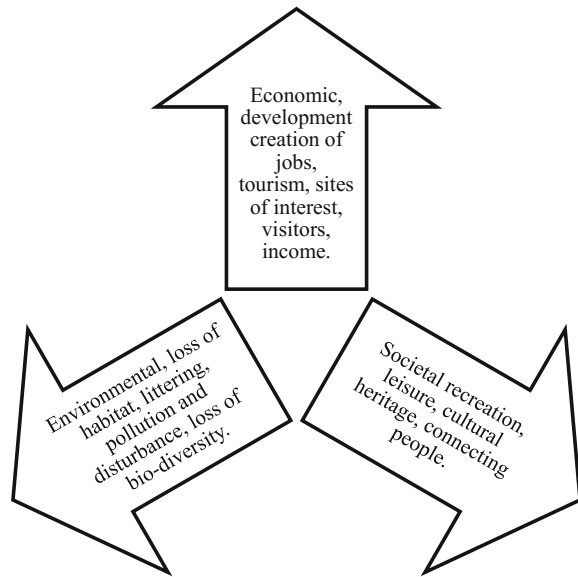 Economic,
development
creation of
jobs,
tourism, sites
of interest,
visitors,
income.
Environmental, loss of
habitat, littering,
pollution and
disturbance, loss of
bio-diversity.
Societal recreation,
leisure, cultural
heritage, connecting
people.